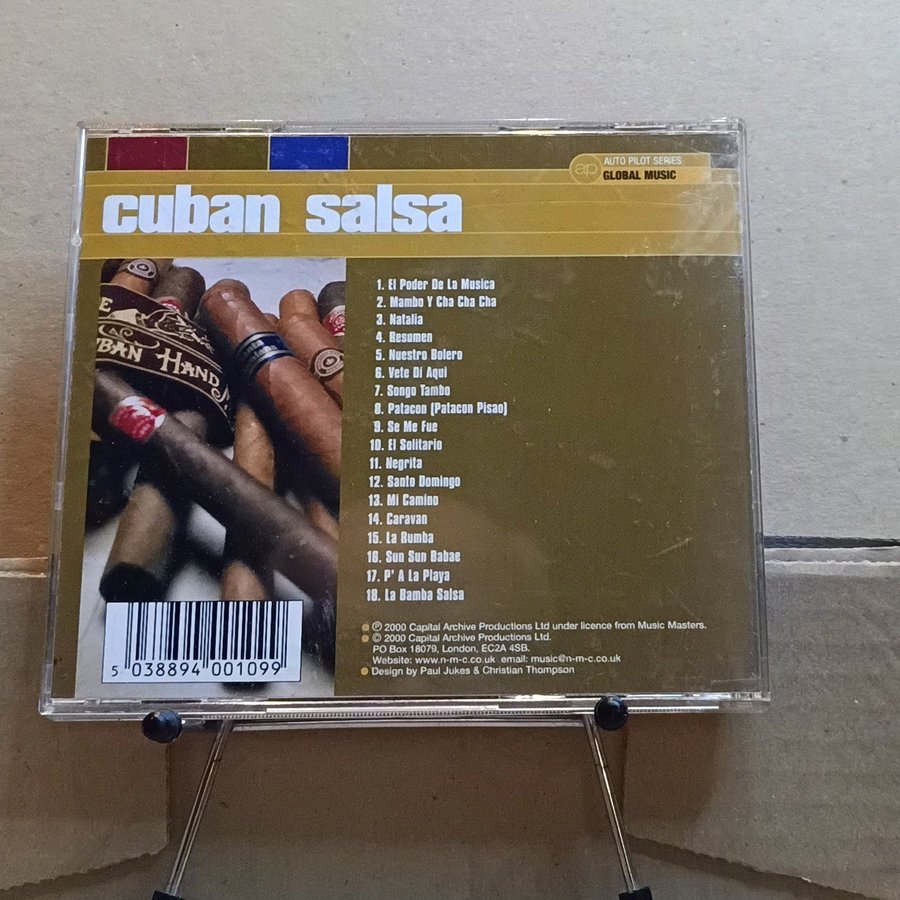 ap
AUTO PILOT SERIES
GLOBAL MUSIC
cuban salsa
HAND
1. El Poder De La Musica
2. Mambo Y Cha Cha Cha
3. Natalia
4. Resumen
5. Nuestro Bolero
6. Vete Di Aqui
7. Songo Tambo
8. Patacon (Patacon Pisao)
9. Se Me Fue
10. El Solitario
11. Negrita
12. Santo Domingo
13. Mi Camino
14. Caravan
15. La Rumba
16. Sun Sun Babae
17. P' A La Playa
18. La Bamba Salsa
℗ 2000 Capital Archive Productions Ltd under licence from Music Masters.
© 2000 Capital Archive Productions Ltd.
PO Box 18079, London, EC2A 4SB.
Website: www.n-m-c.co.uk email: music@n-m-c.co.uk
Design by Paul Jukes & Christian Thompson
5 038894 001099